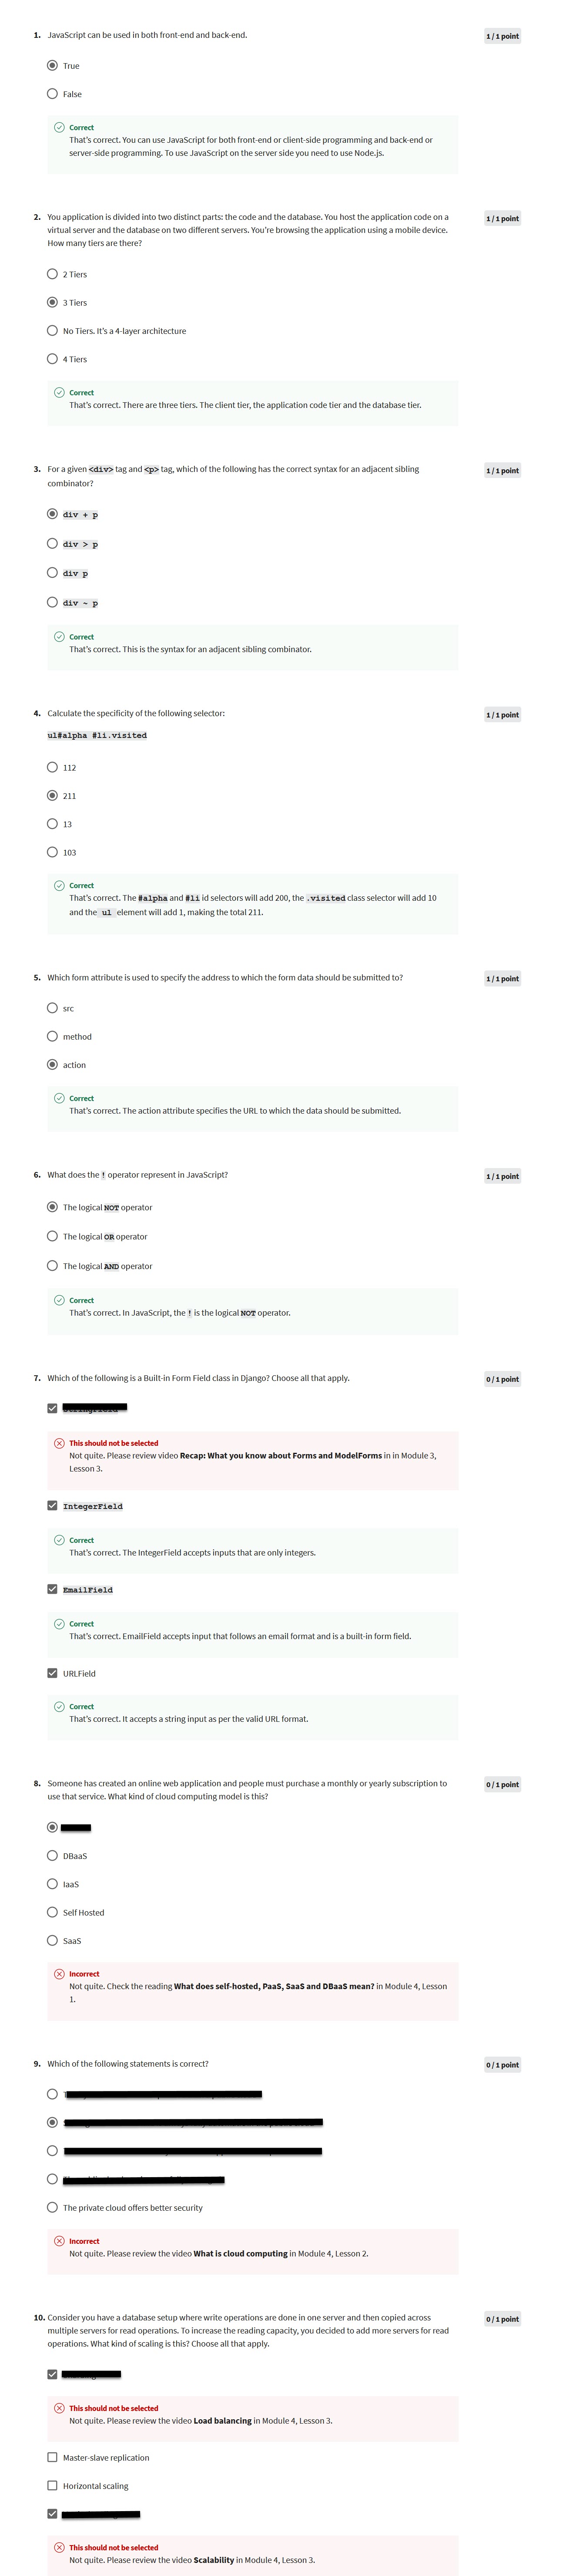 1. JavaScript can be used in both front-end and back-end.
1 / 1 point
True
False
Correct
That's correct. You can use JavaScript for both front-end or client-side programming and back-end or
server-side programming. To use JavaScript on the server side you need to use Node.js.
2. You application is divided into two distinct parts: the code and the database. You host the application code on a
1 / 1 point
virtual server and the database on two different servers. You're browsing the application using a mobile device.
How many tiers are there?
2 Tiers
3 Tiers
No Tiers. It's a 4-layer architecture
4 Tiers
Correct
That's correct. There are three tiers. The client tier, the application code tier and the database tier.
3. For a given <div> tag and <p> tag, which of the following has the correct syntax for an adjacent sibling
1 / 1 point
combinator?
div + p
div > p
div p
div ~ p
Correct
That's correct. This is the syntax for an adjacent sibling combinator.
4. Calculate the specificity of the following selector:
1 / 1 point
ul#alpha #li.visited
112
211
13
103
Correct
That's correct. The #alpha and #li id selectors will add 200, the .visited class selector will add 10
and the ul element will add 1, making the total 211.
5. Which form attribute is used to specify the address to which the form data should be submitted to?
1 / 1 point
src
method
action
Correct
That's correct. The action attribute specifies the URL to which the data should be submitted.
6. What does the ! operator represent in JavaScript?
1 / 1 point
The logical NOT operator
The logical OR operator
The logical AND operator
Correct
That's correct. In JavaScript, the ! is the logical NOT operator.
7. Which of the following is a Built-in Form Field class in Django? Choose all that apply.
0 / 1 point
This should not be selected
Not quite. Please review video Recap: What you know about Forms and ModelForms in in Module 3,
Lesson 3.
IntegerField
Correct
That's correct. The IntegerField accepts inputs that are only integers.
EmailField
Correct
That's correct. EmailField accepts input that follows an email format and is a built-in form field.
URLField
Correct
That's correct. It accepts a string input as per the valid URL format.
8. Someone has created an online web application and people must purchase a monthly or yearly subscription to
0 / 1 point
use that service. What kind of cloud computing model is this?
DBaaS
IaaS
Self Hosted
SaaS
Incorrect
Not quite. Check the reading What does self-hosted, PaaS, SaaS and DBaaS mean? in Module 4, Lesson
1.
9. Which of the following statements is correct?
0 / 1 point
The private cloud offers better security
Incorrect
Not quite. Please review the video What is cloud computing in Module 4, Lesson 2.
10. Consider you have a database setup where write operations are done in one server and then copied across
0 / 1 point
multiple servers for read operations. To increase the reading capacity, you decided to add more servers for read
operations. What kind of scaling is this? Choose all that apply.
This should not be selected
Not quite. Please review the video Load balancing in Module 4, Lesson 3.
Master-slave replication
Horizontal scaling
This should not be selected
Not quite. Please review the video Scalability in Module 4, Lesson 3.